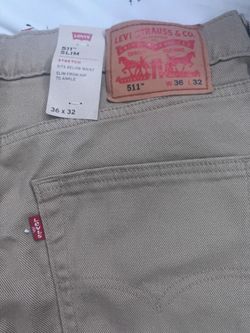 Levi's
511™
SLIM
STRETCH
SITS BELOW WAIST
SLIM FROM HIP
TO ANKLE
36 x 32
LEVI STRAUSS & CO.
511™
W 36 L 32
LEVI'S